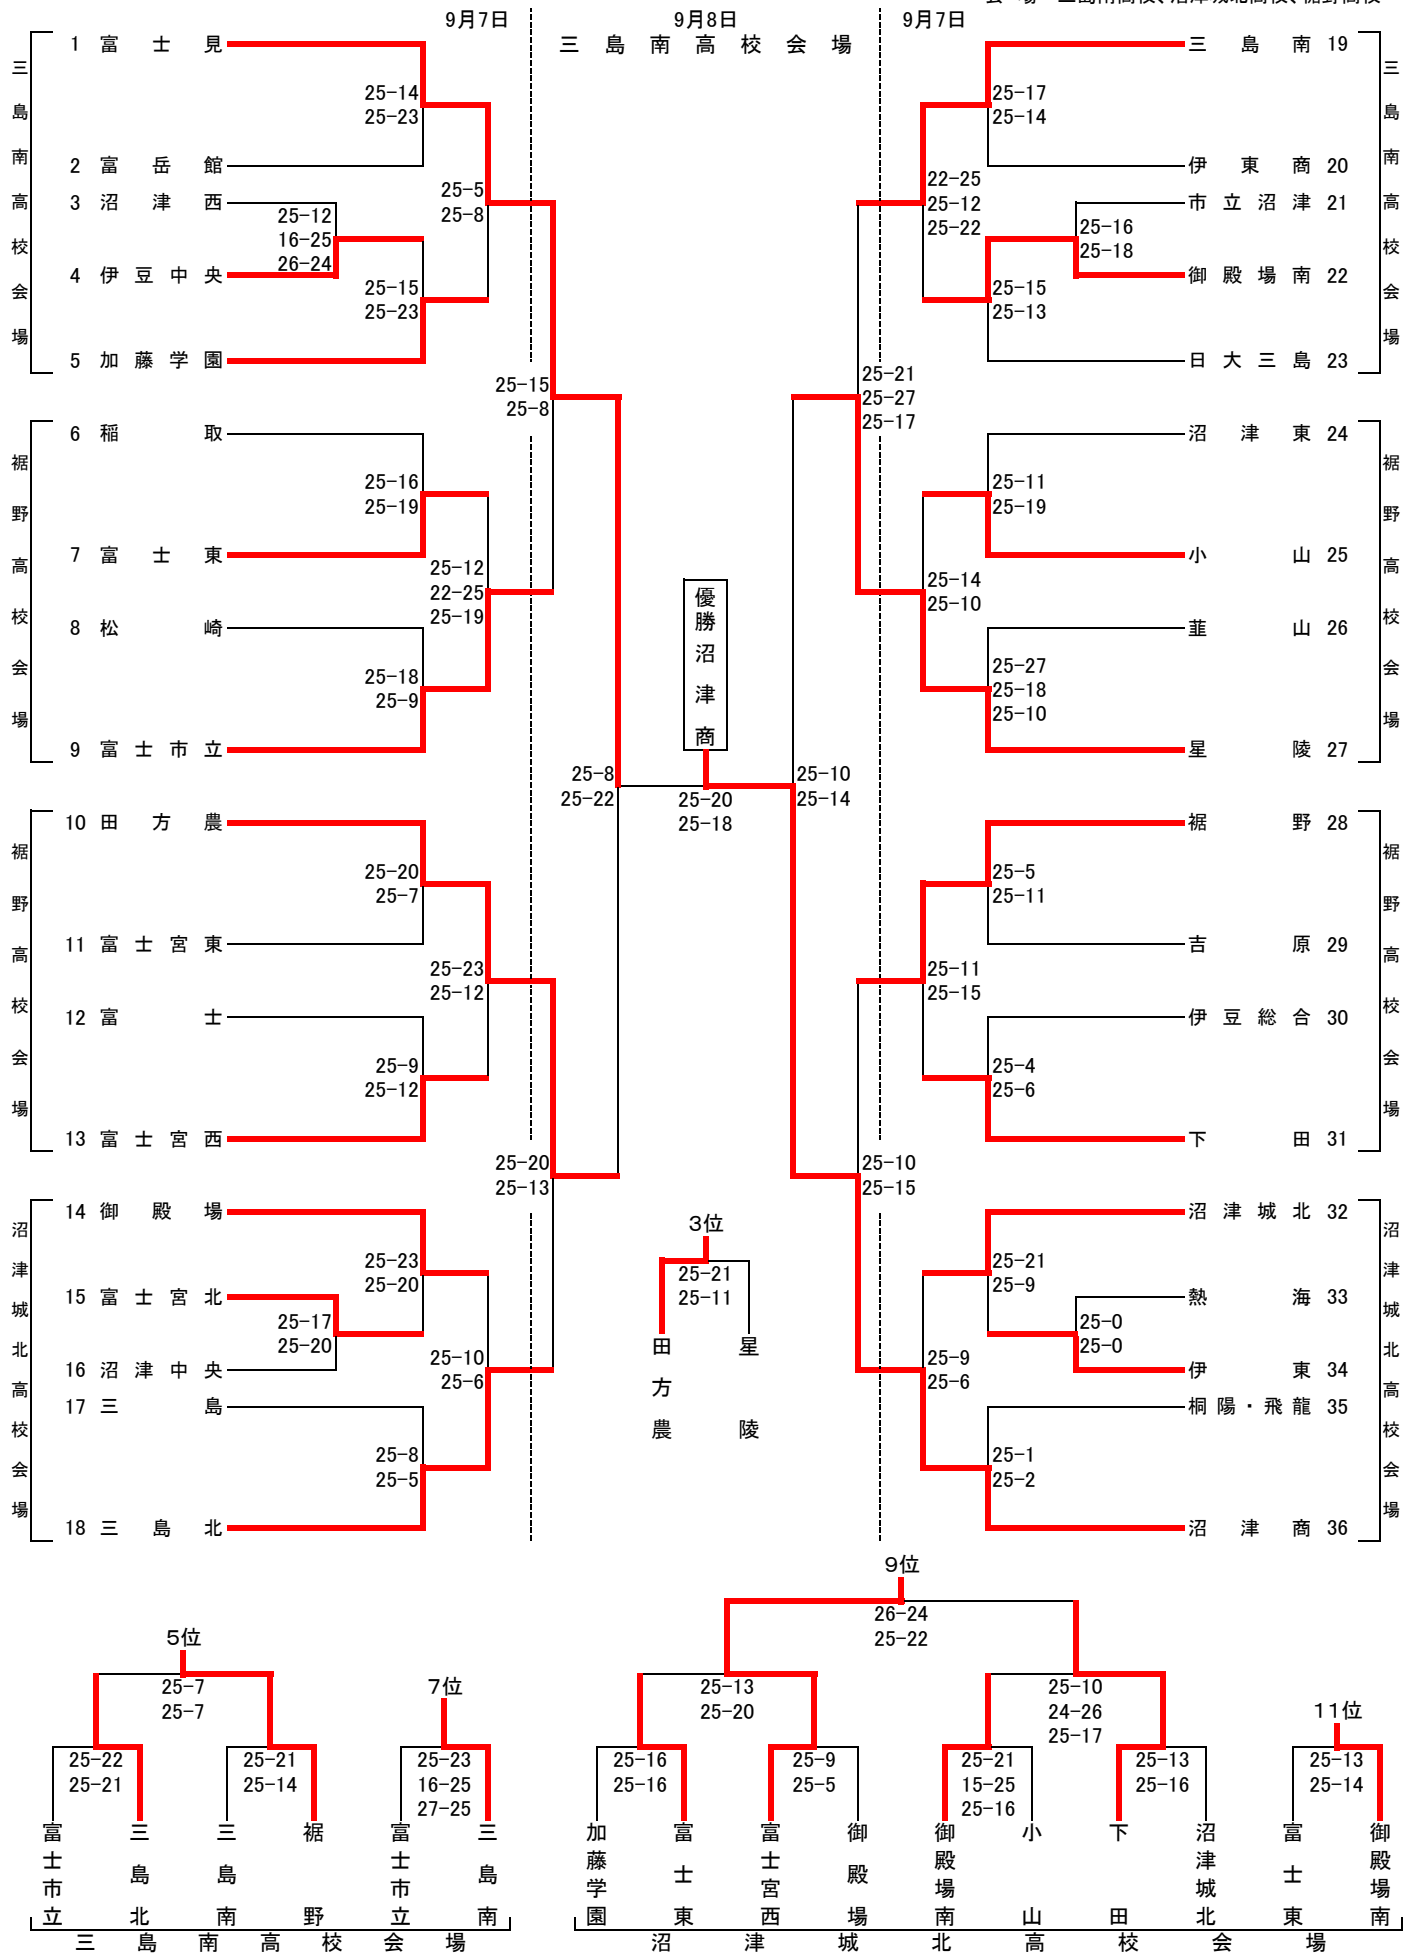 会 場 三島南高校、沼津城北高校、裾野高校
9月7日
9月8日
9月7日
三島南高校会場
三島南高校会場
1 富士見
25-14
25-23
2 富岳館
3 沼津西
25-12
16-25
26-24
4 伊豆中央
25-15
25-23
5 加藤学園
25-5
25-8
裾野高校会場
6 稲取
25-16
25-19
7 富士東
25-12
22-25
25-19
8 松崎
25-18
25-9
9 富士市立
25-15
25-8
裾野高校会場
10 田方農
25-20
25-7
11 富士宮東
25-23
25-12
12 富士
25-9
25-12
13 富士宮西
沼津城北高校会場
14 御殿場
25-23
25-20
15 富士宮北
25-17
25-20
16 沼津中央
25-10
25-6
17 三島
25-8
25-5
18 三島北
25-20
25-13
25-8
25-22
優勝 沼津商
25-20
25-18
25-10
25-14
3位
25-21
25-11
田方農
星陵
三島南高校会場
三島南 19
25-17
25-14
伊東商 20
22-25
25-12
25-22
市立沼津 21
25-16
25-18
御殿場南 22
25-15
25-13
日大三島 23
25-21
25-27
25-17
裾野高校会場
沼津東 24
25-11
25-19
小山 25
25-14
25-10
韮山 26
25-27
25-18
25-10
星陵 27
裾野高校会場
裾野 28
25-5
25-11
吉原 29
25-11
25-15
伊豆総合 30
25-4
25-6
下田 31
25-10
25-15
沼津城北高校会場
沼津城北 32
25-21
25-9
熱海 33
25-0
25-0
伊東 34
25-9
25-6
桐陽・飛龍 35
25-1
25-2
沼津商 36
5位
25-7
25-7
25-22
25-21
25-21
25-14
富士市立
三島北
三島南
裾野
7位
25-23
16-25
27-25
富士市立
三島南
三島南高校会場
9位
26-24
25-22
25-13
25-20
25-10
24-26
25-17
25-16
25-16
25-9
25-5
25-21
15-25
25-16
25-13
25-16
加藤学園
富士東
富士宮西
御殿場
御殿場南
小山
下田
沼津城北
11位
25-13
25-14
富士東
御殿場南
沼津城北高校会場